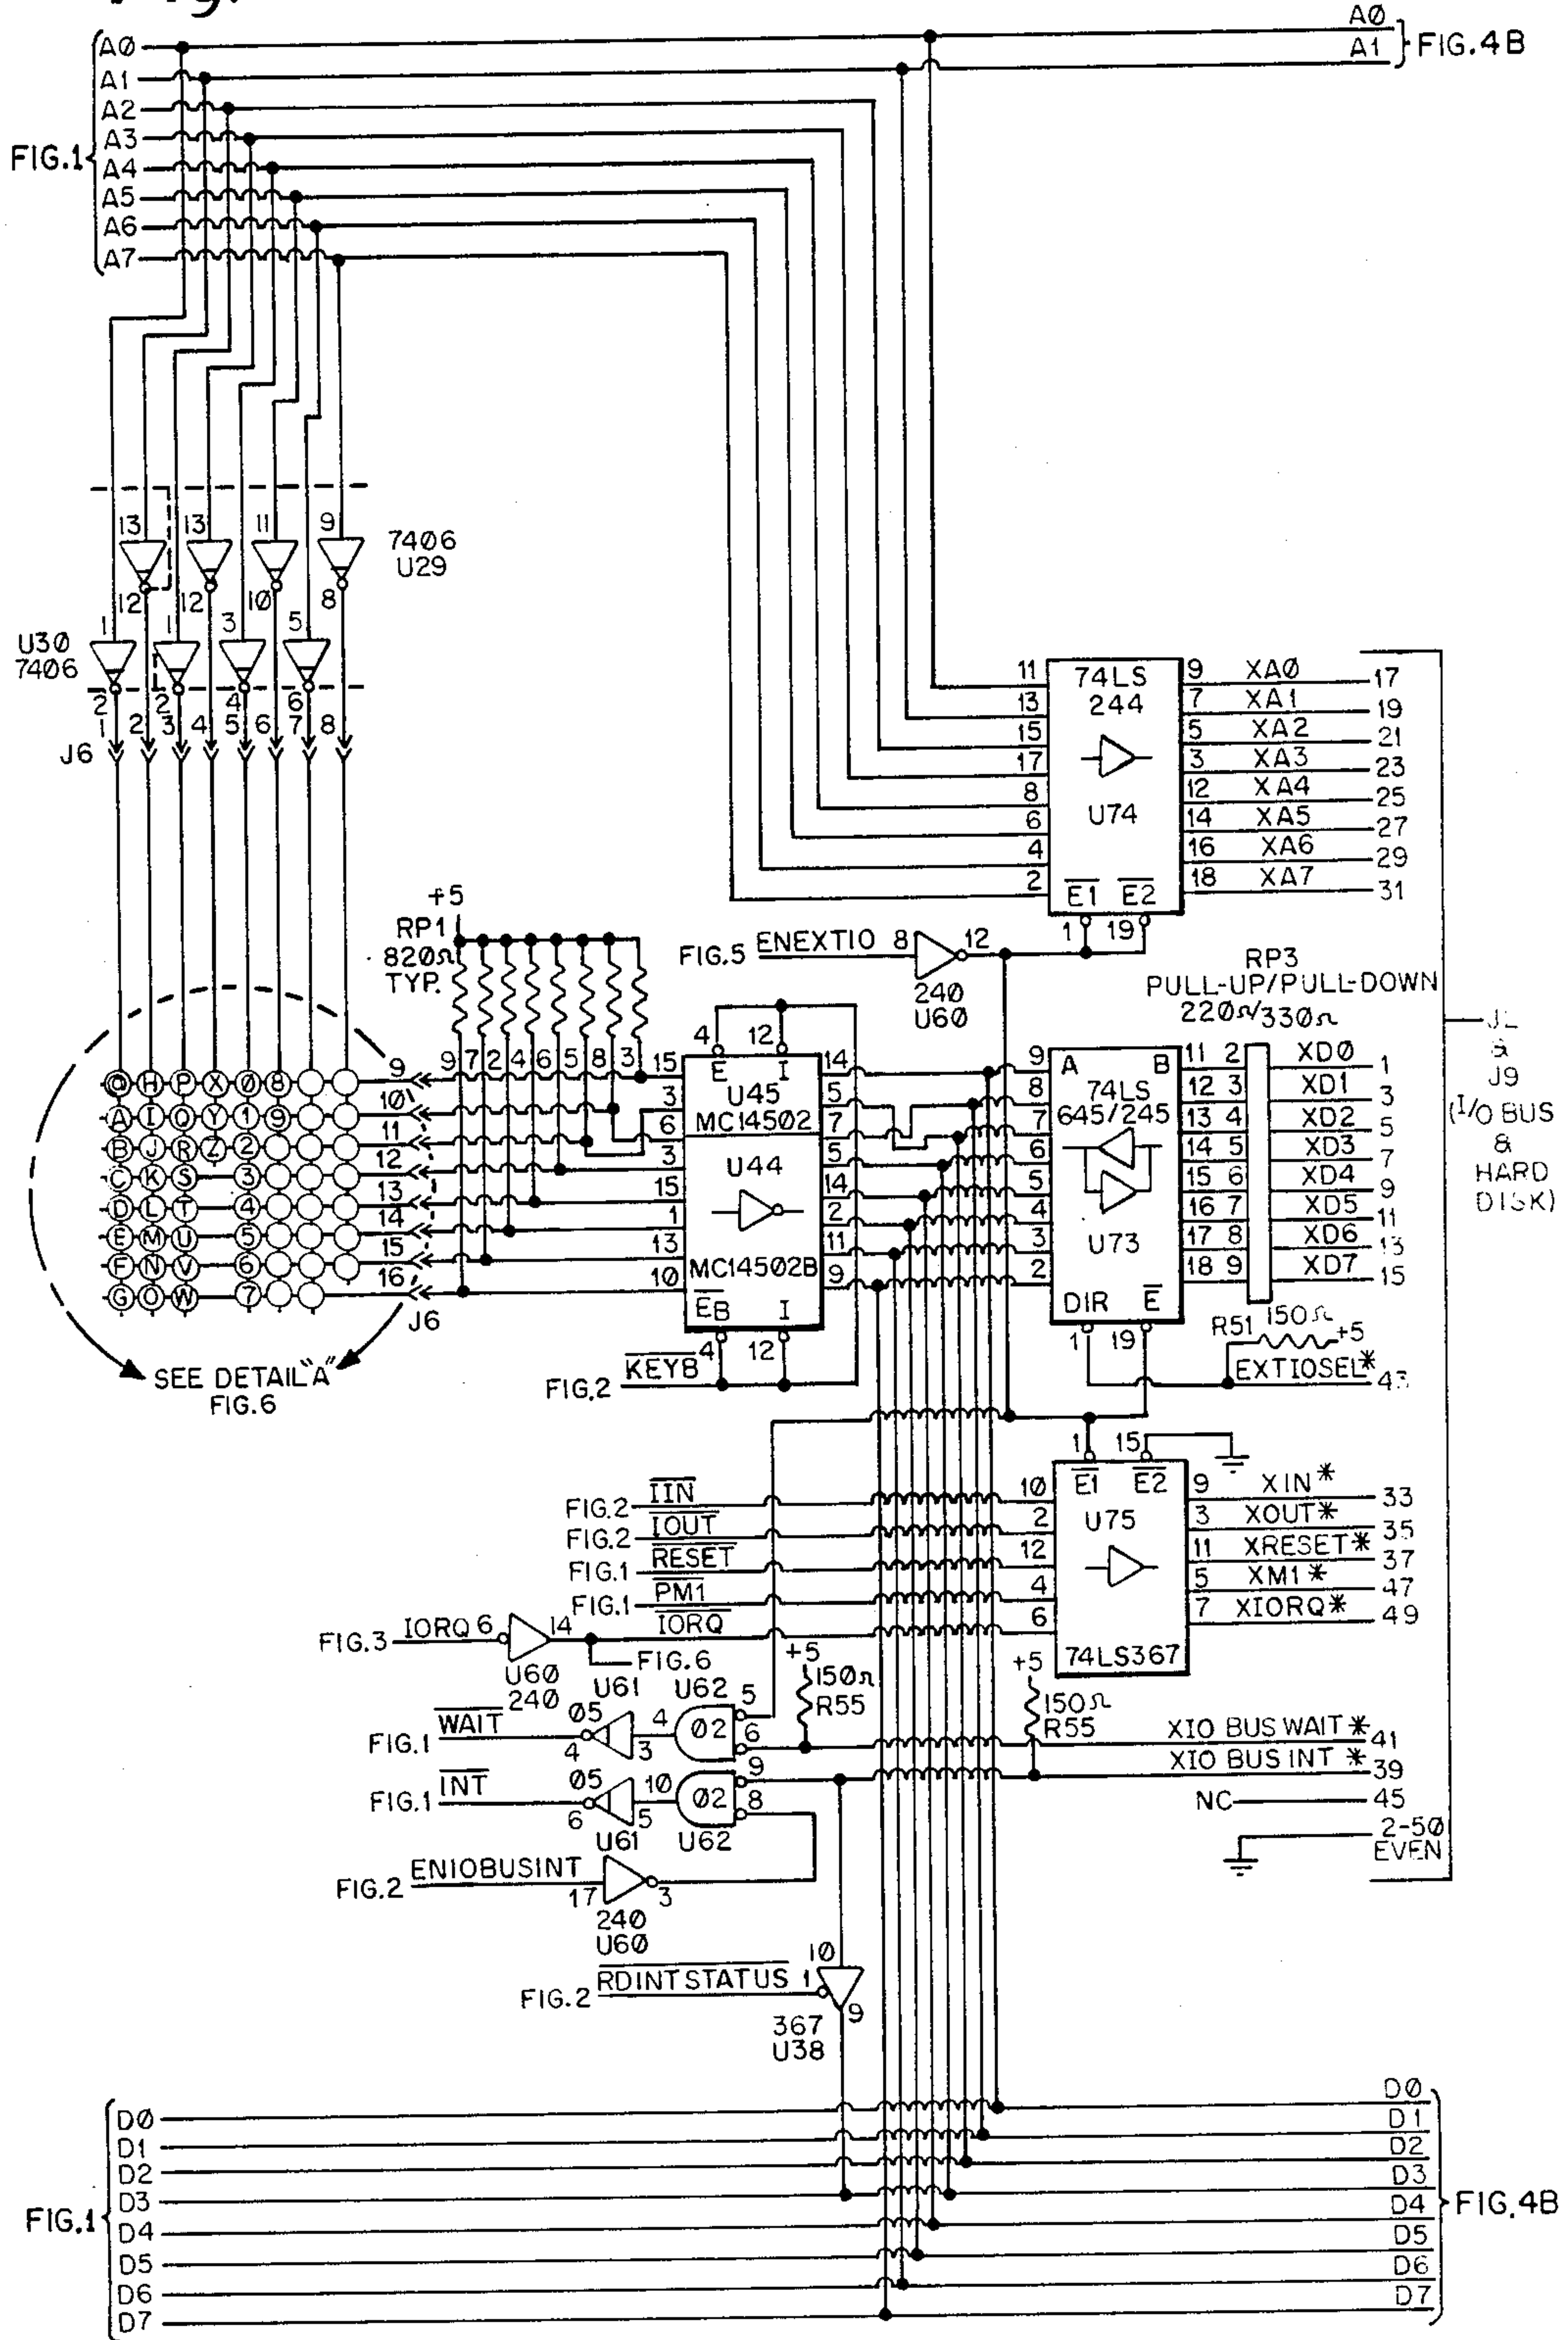 Fig.
A0
A1
FIG.4B
FIG.1
A0
A1
A2
A3
A4
A5
A6
A7
13
13
11
9
7406
U29
12
12
10
8
U30
7406
1
1
3
5
2
2
4
6
1
2
3
4
5
6
7
8
J6
11
13
15
17
8
6
4
2
74LS
244
U74
E1 E2
1
19
9 XA0 17
7 XA1 19
5 XA2 21
3 XA3 23
12 XA4 25
14 XA5 27
16 XA6 29
18 XA7 31
+5
RP1
820Ω
TYP.
FIG.5 ENEXTIO 8 12
240
U60
RP3
PULL-UP/PULL-DOWN
220Ω/330Ω
9 7 2 4 6 5 8 3
@ H P X 0 8 9
A I Q Y 1 9 10
B J R Z 2 11
C K S 3 12
D L T 4 13
E M U 5 14
F N V 6 15
G O W 7 16
J6
SEE DETAIL "A"
FIG.6
4
12
E I
U45
MC14502
U44
MC14502B
EB I
15
3
6
3
15
1
13
10
14
5
7
5
14
2
11
9
4
12
FIG.2 KEYB
9
8
7
6
5
4
3
2
A B
74LS
645/245
U73
DIR E
1
19
11 2 XD0 1
12 3 XD1 3
13 4 XD2 5
14 5 XD3 7
15 6 XD4 9
16 7 XD5 11
17 8 XD6 13
18 9 XD7 15
&
J9
(I/O BUS
&
HARD
DISK)
R51 150Ω +5
EXTIOSEL* 43
1
15
E1 E2
U75
74LS367
FIG.2 IIN 10
FIG.2 IOUT 2
FIG.1 RESET 12
FIG.1 PM1 4
FIG.3 IORQ 6 14 IORQ 6
9 XIN* 33
3 XOUT* 35
11 XRESET* 37
5 XM1* 47
7 XIORQ* 49
U60
240
FIG.6
U61
U62
+5
150Ω
R55
+5
150Ω
R55
FIG.1 WAIT 4 05 3 4 02 5 6
XIO BUS WAIT* 41
XIO BUS INT* 39
FIG.1 INT 6 05 5 10 02 9 8
U61
U62
NC 45
2-50
EVEN
FIG.2 ENIOBUSINT 17 3
240
U60
10
FIG.2 RDINTSTATUS 1
9
367
U38
FIG.1
D0
D1
D2
D3
D4
D5
D6
D7
D0
D1
D2
D3
D4
D5
D6
D7
FIG.4B